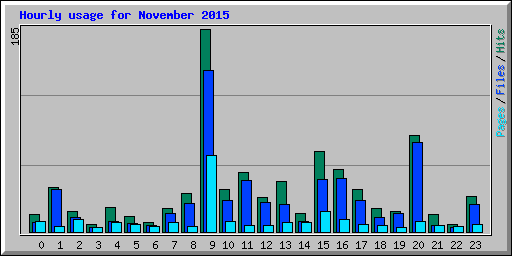 Hourly usage for November 2015
185
Pages / Files / Hits
0 1 2 3 4 5 6 7 8 9 10 11 12 13 14 15 16 17 18 19 20 21 22 23